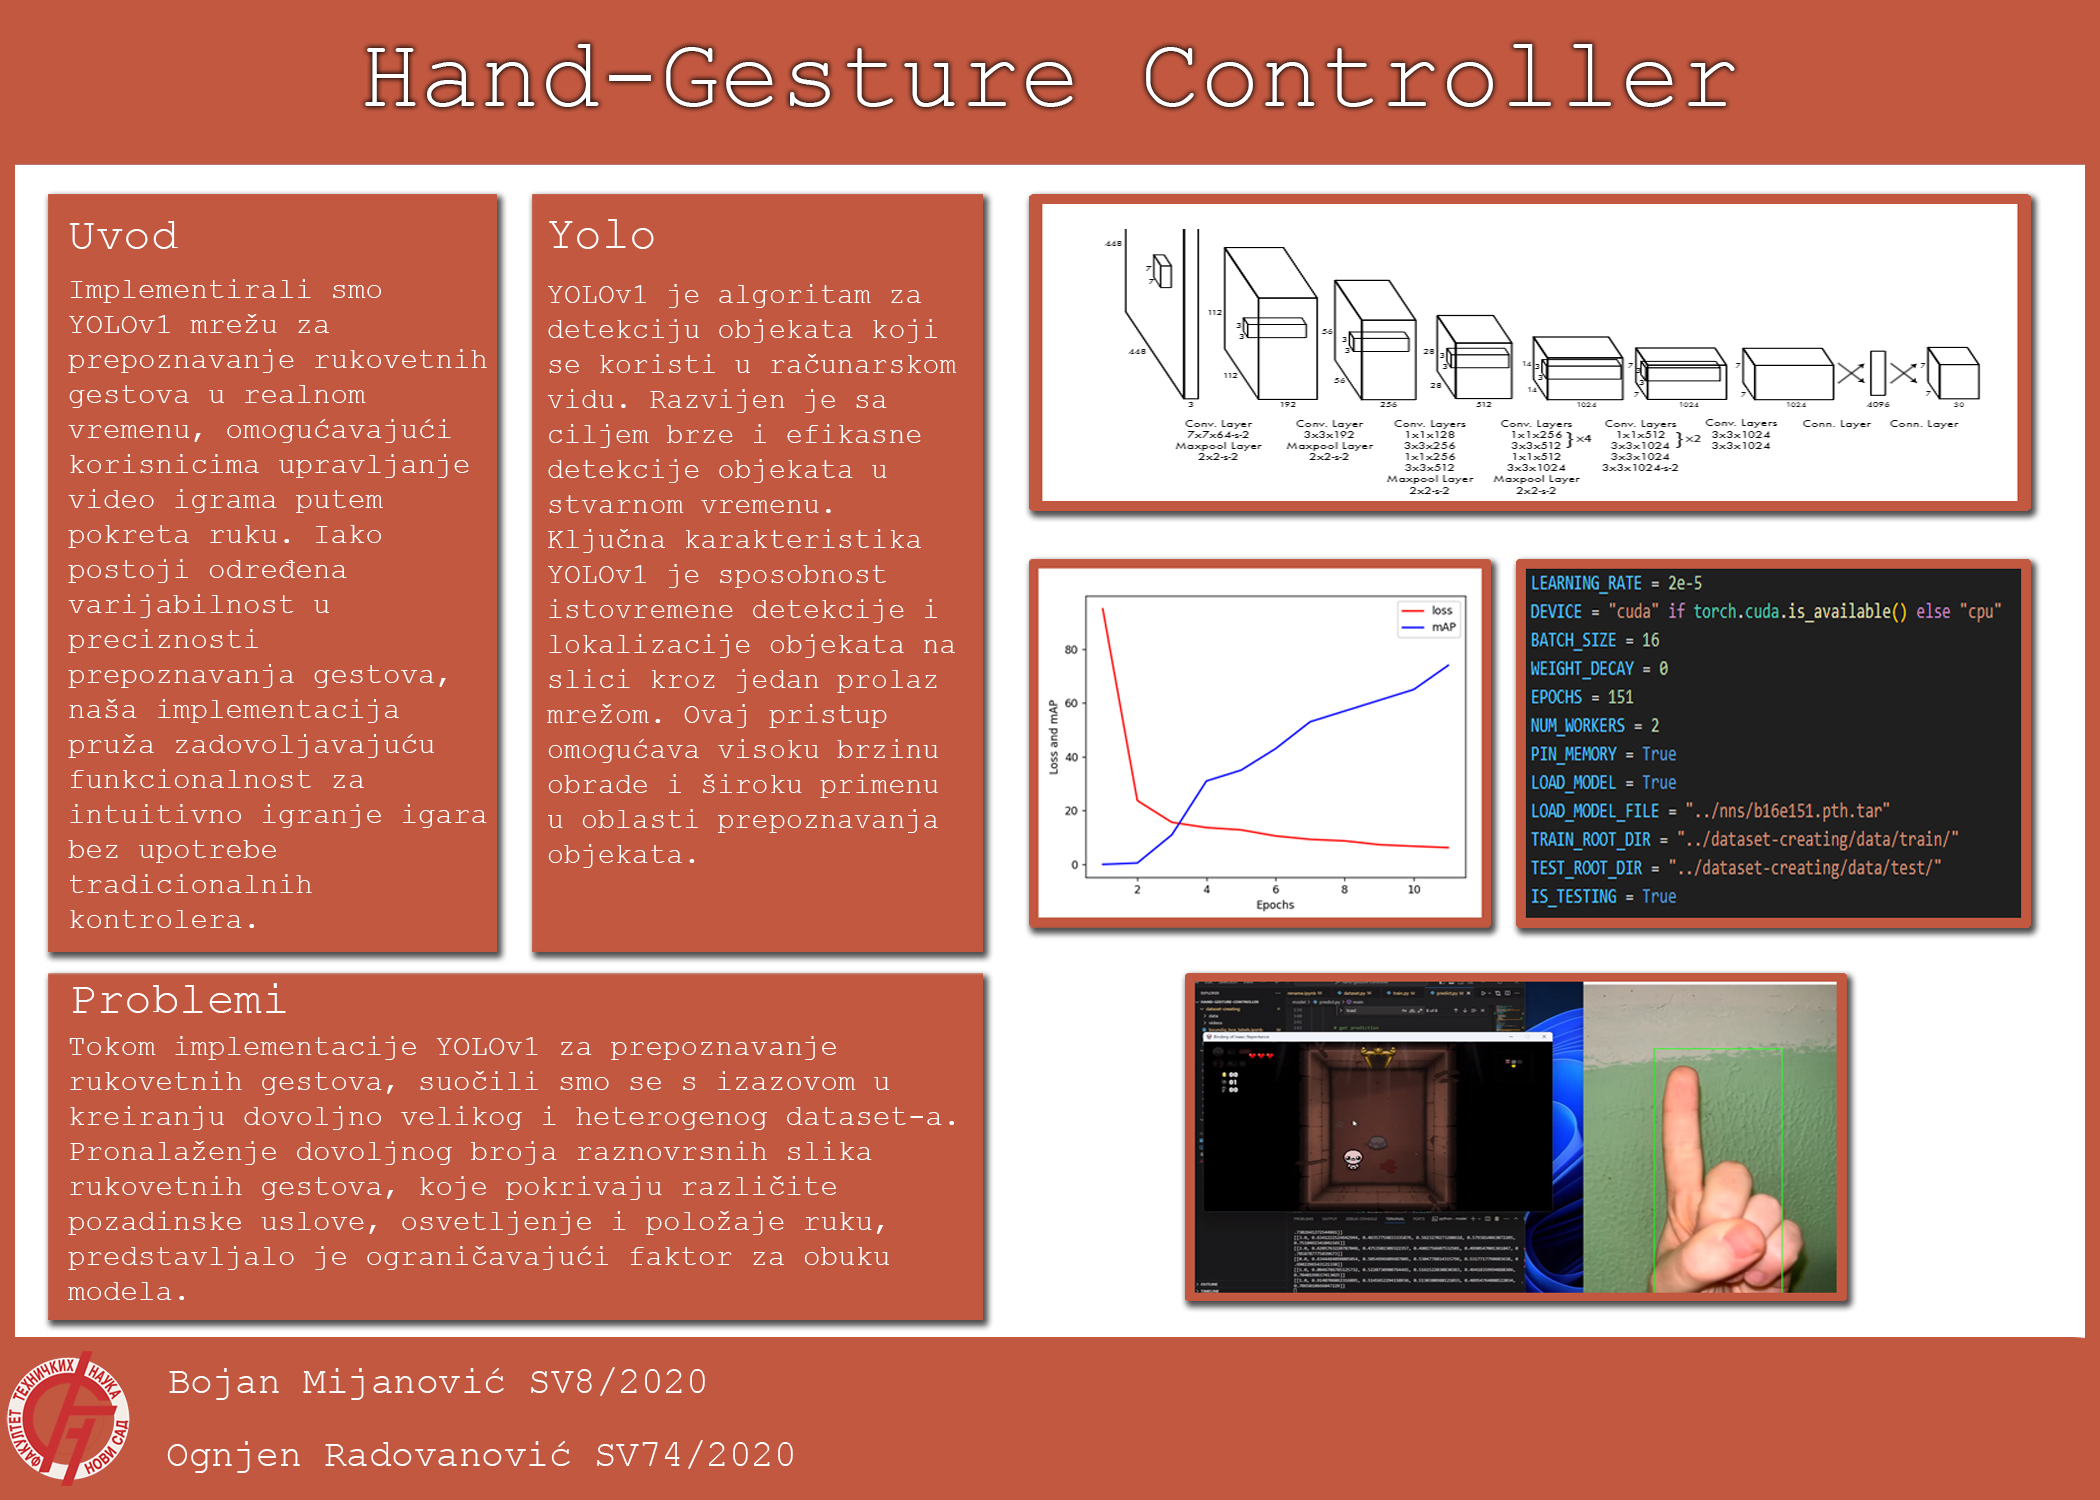 Hand-Gesture Controller
Uvod
Implementirali smo
YOLOv1 mrežu za
prepoznavanje rukovetnih
gestova u realnom
vremenu, omogućavajući
korisnicima upravljanje
video igrama putem
pokreta ruku. Iako
postoji određena
varijabilnost u
preciznosti
prepoznavanja gestova,
naša implementacija
pruža zadovoljavajuću
funkcionalnost za
intuitivno igranje igara
bez upotrebe
tradicionalnih
kontrolera.
Yolo
YOLOv1 je algoritam za
detekciju objekata koji
se koristi u računarskom
vidu. Razvijen je sa
ciljem brze i efikasne
detekcije objekata u
stvarnom vremenu.
Ključna karakteristika
YOLOv1 je sposobnost
istovremene detekcije i
lokalizacije objekata na
slici kroz jedan prolaz
mrežom. Ovaj pristup
omogućava visoku brzinu
obrade i široku primenu
u oblasti prepoznavanja
objekata.
Problemi
Tokom implementacije YOLOv1 za prepoznavanje
rukovetnih gestova, suočili smo se s izazovom u
kreiranju dovoljno velikog i heterogenog dataset-a.
Pronalaženje dovoljnog broja raznovrsnih slika
rukovetnih gestova, koje pokrivaju različite
pozadinske uslove, osvetljenje i položaje ruku,
predstavljalo je ograničavajući faktor za obuku
modela.
448
7
7
448
3
112
3
3
112
192
56
3
3
56
256
28
3
3
28
512
14
3
3
14
1024
7
3
3
7
1024
7
7
1024
4096
7
7
30
Conv. Layer
7x7x64-s-2
Maxpool Layer
2x2-s-2
Conv. Layer
3x3x192
Maxpool Layer
2x2-s-2
Conv. Layers
1x1x128
3x3x256
1x1x256
3x3x512
Maxpool Layer
2x2-s-2
Conv. Layers
1x1x256
3x3x512 }×4
1x1x512
3x3x1024
Maxpool Layer
2x2-s-2
Conv. Layers
1x1x512
3x3x1024 }×2
3x3x1024
3x3x1024-s-2
Conv. Layers
3x3x1024
3x3x1024
Conn. Layer
Conn. Layer
loss
mAP
Loss and mAP
80
60
40
20
0
2 4 6 8 10
Epochs
LEARNING_RATE = 2e-5
DEVICE = "cuda" if torch.cuda.is_available() else "cpu"
BATCH_SIZE = 16
WEIGHT_DECAY = 0
EPOCHS = 151
NUM_WORKERS = 2
PIN_MEMORY = True
LOAD_MODEL = True
LOAD_MODEL_FILE = "../nns/b16e151.pth.tar"
TRAIN_ROOT_DIR = "../dataset-creating/data/train/"
TEST_ROOT_DIR = "../dataset-creating/data/test/"
IS_TESTING = True
ФАКУЛТЕТ ТЕХНИЧКИХ НАУКА
НОВИ САД
Bojan Mijanović SV8/2020
Ognjen Radovanović SV74/2020